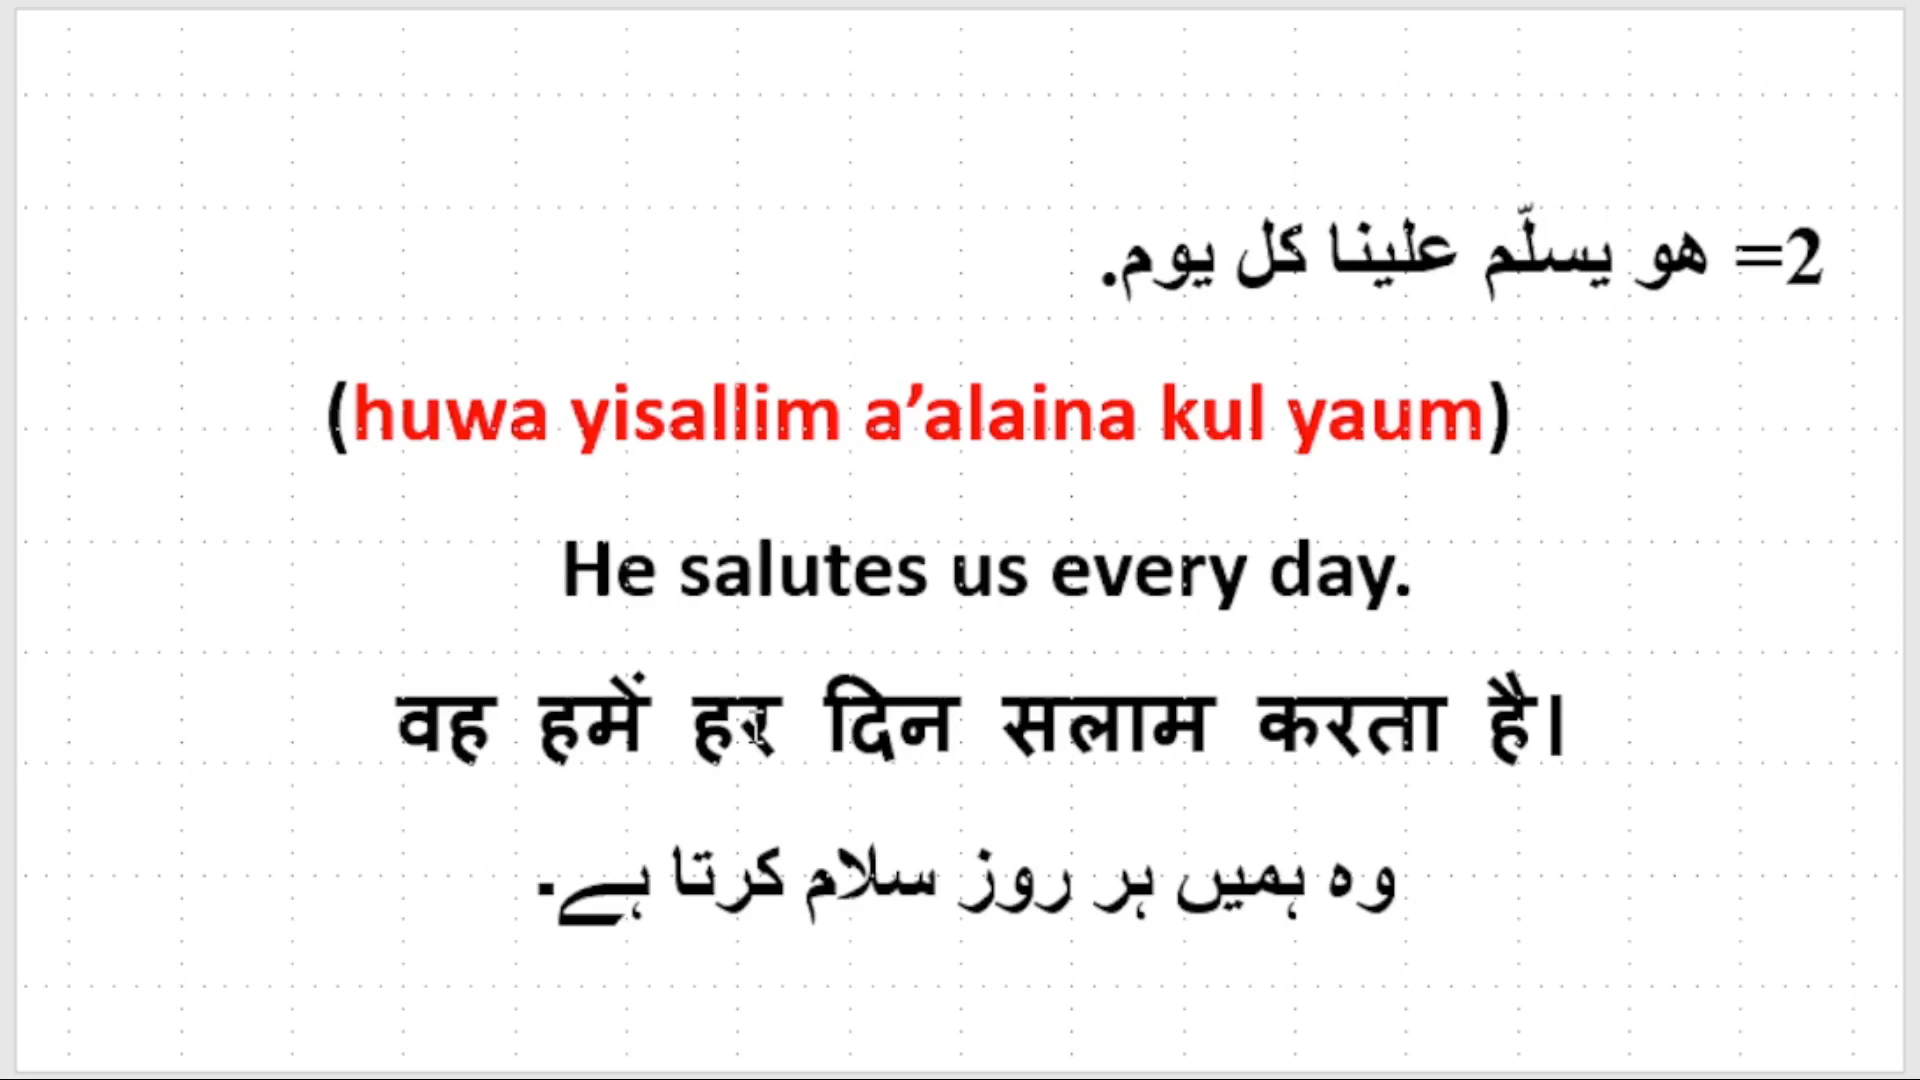 2= هو يسلّم علينا كل يوم.
(huwa yisallim a’alaina kul yaum)
He salutes us every day.
वह हमें हर दिन सलाम करता है।
وہ ہمیں ہر روز سلام کرتا ہے۔